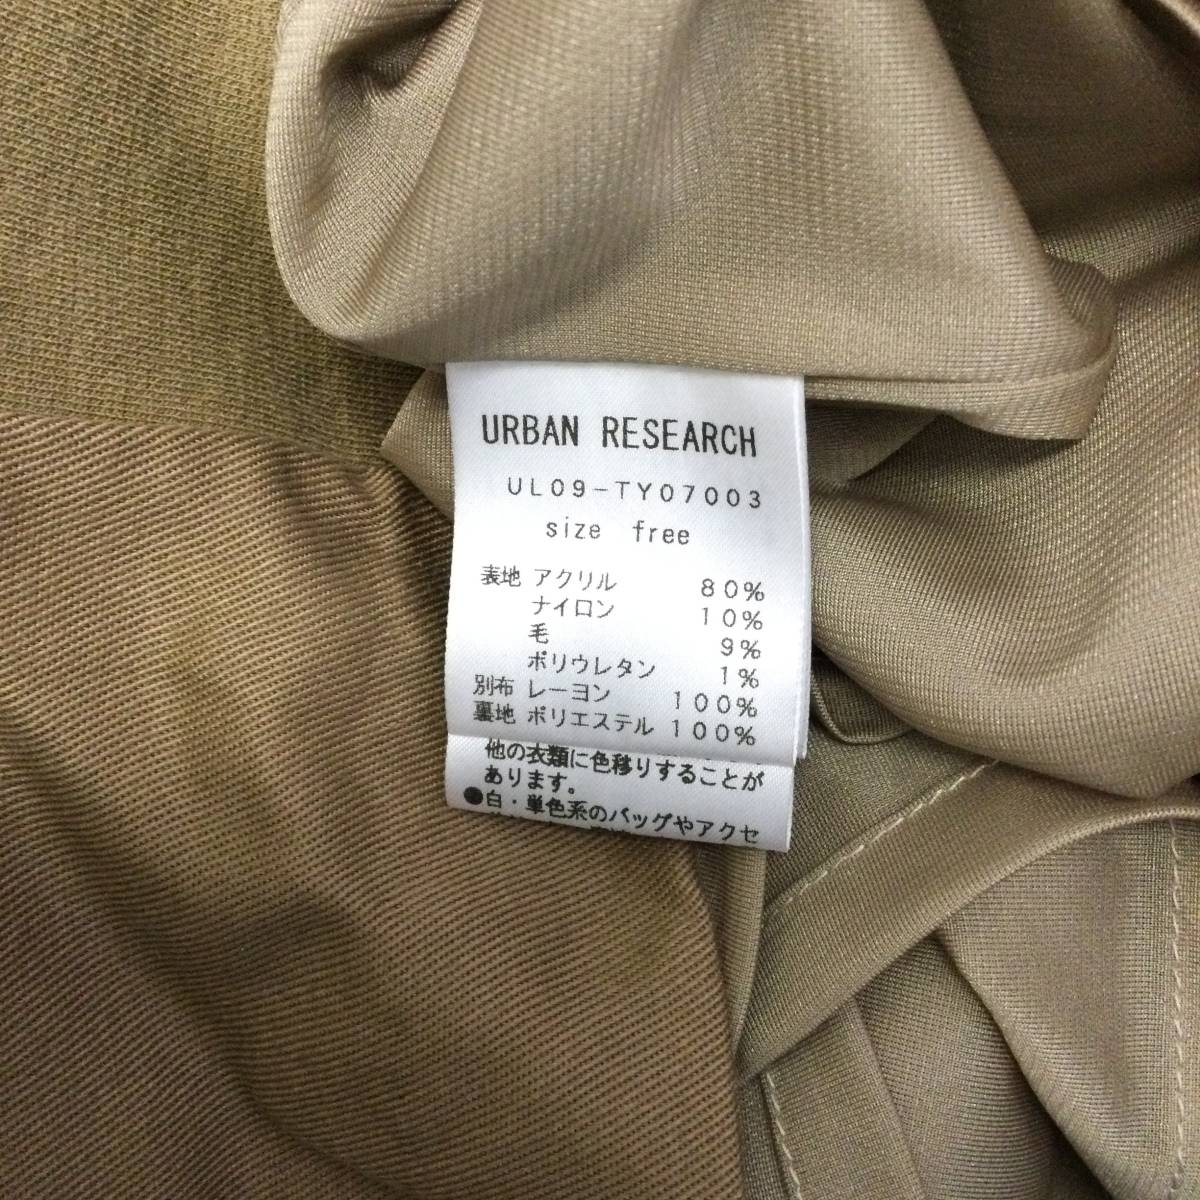 URBAN RESEARCH
UL09-TY07003
size free
表地 アクリル 80%
ナイロン 10%
毛 9%
ポリウレタン 1%
別布 レーヨン 100%
裏地 ポリエステル 100%
他の衣類に色移りすることが
あります。
●白・単色系のバッグやアクセ